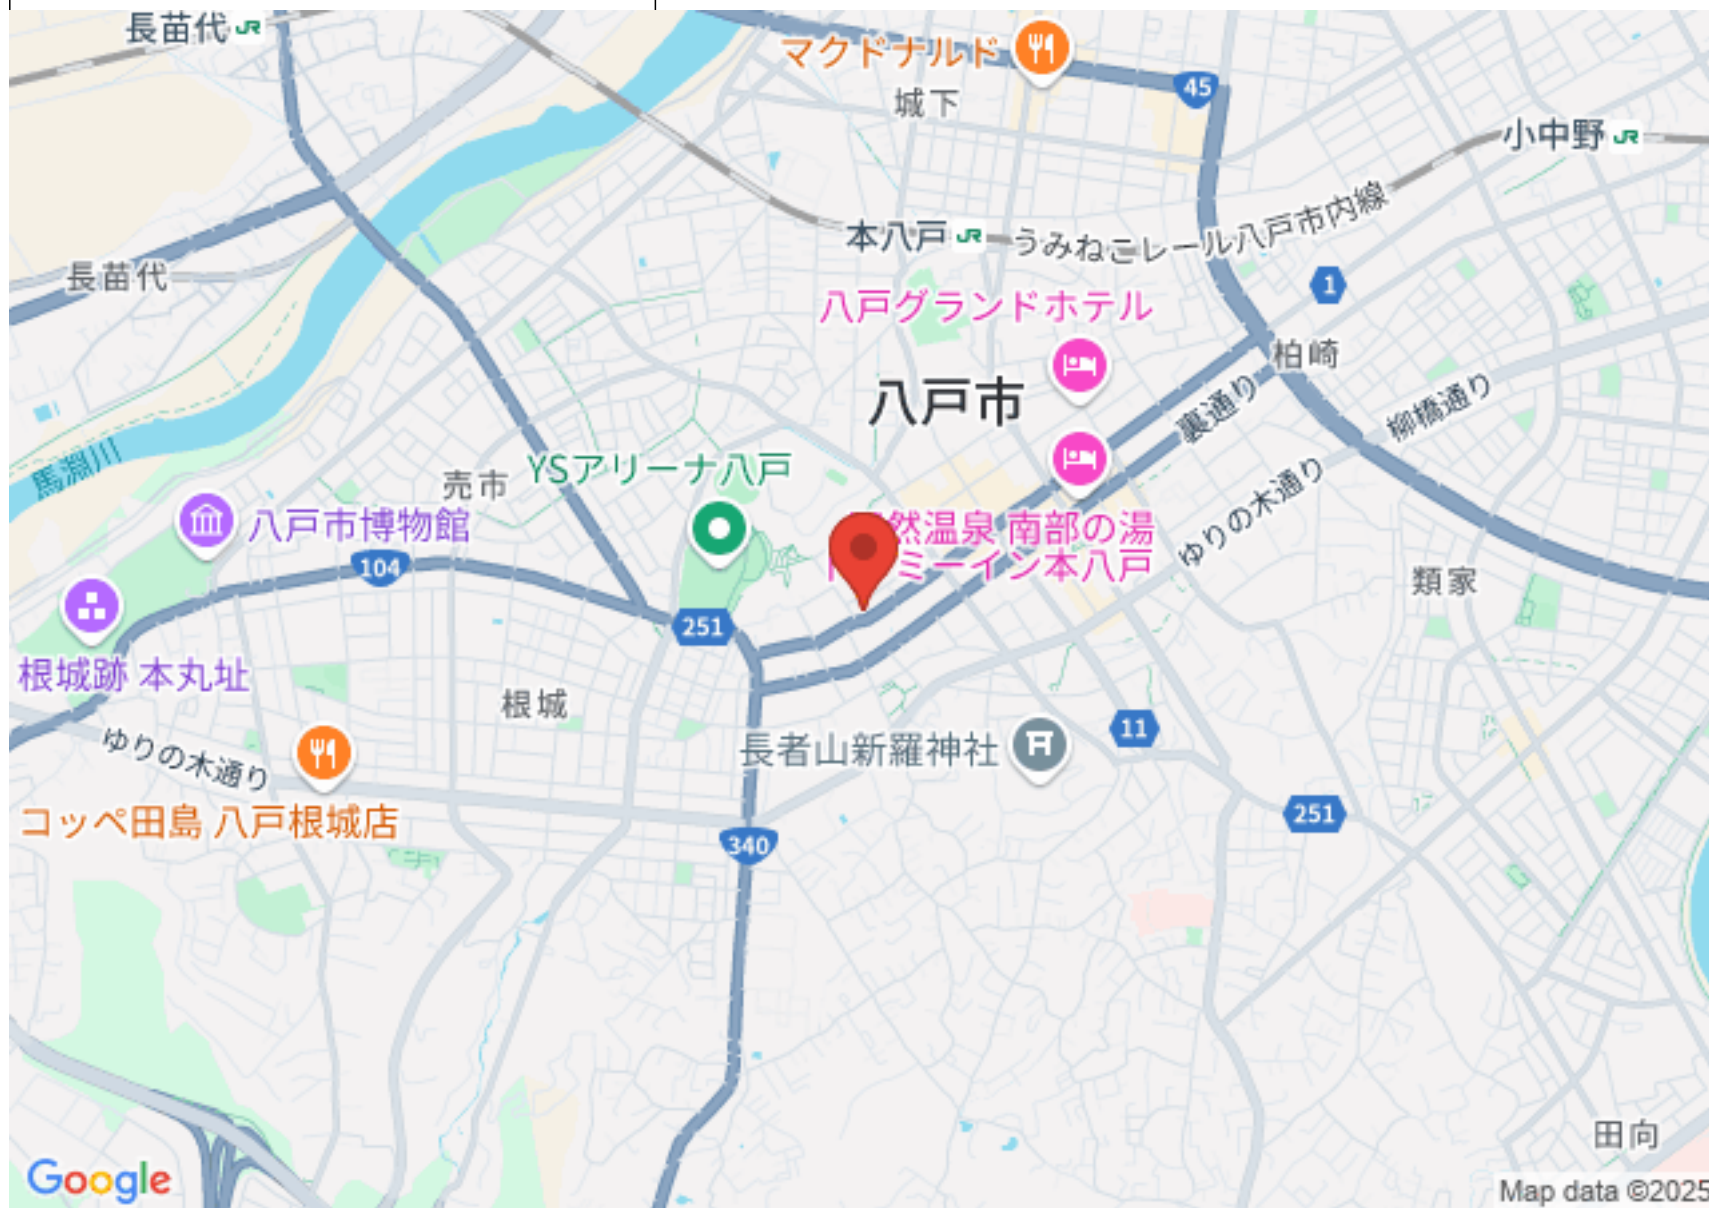 長苗代 JR
マクドナルド
45
城下
小中野 JR
本八戸 JR
うみねこレール八戸市内線
長苗代
1
八戸グランドホテル
柏崎
八戸市
裏通り
柳橋通り
馬淵川
売市
YSアリーナ八戸
ゆりの木通り
八戸市博物館
然温泉 南部の湯
ミーイン本八戸
104
類家
251
根城跡 本丸址
根城
ゆりの木通り
長者山新羅神社
11
コッペ田島 八戸根城店
340
251
田向
Google
Map data ©2025